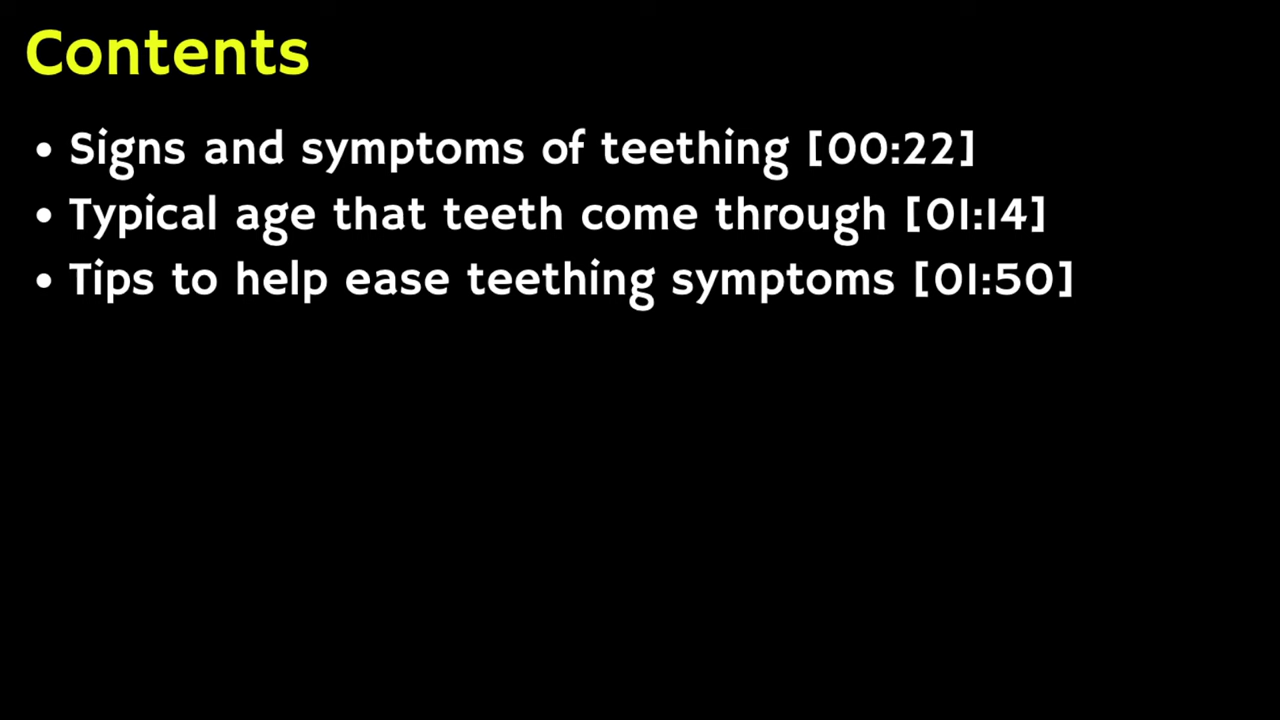 Contents
• Signs and symptoms of teething [00:22]
• Typical age that teeth come through [01:14]
• Tips to help ease teething symptoms [01:50]